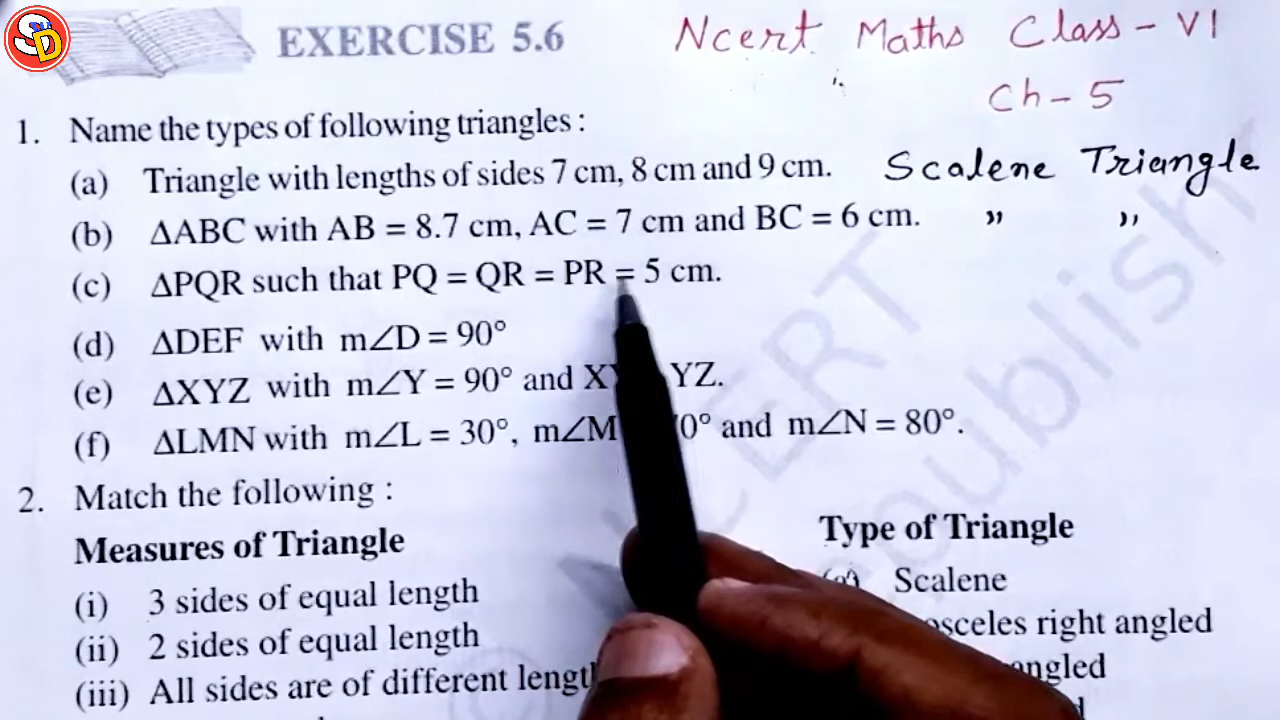 SD
EXERCISE 5.6
Ncert Maths Class - VI
Ch - 5
1. Name the types of following triangles :
(a) Triangle with lengths of sides 7 cm, 8 cm and 9 cm. Scalene Triangle
(b) ΔABC with AB = 8.7 cm, AC = 7 cm and BC = 6 cm. " "
(c) ΔPQR such that PQ = QR = PR = 5 cm.
(d) ΔDEF with m∠D = 90°
(e) ΔXYZ with m∠Y = 90° and X YZ.
(f) ΔLMN with m∠L = 30°, m∠M 0° and m∠N = 80°.
2. Match the following :
Measures of Triangle Type of Triangle
(i) 3 sides of equal length Scalene
(ii) 2 sides of equal length right angled
(iii) All sides are of different